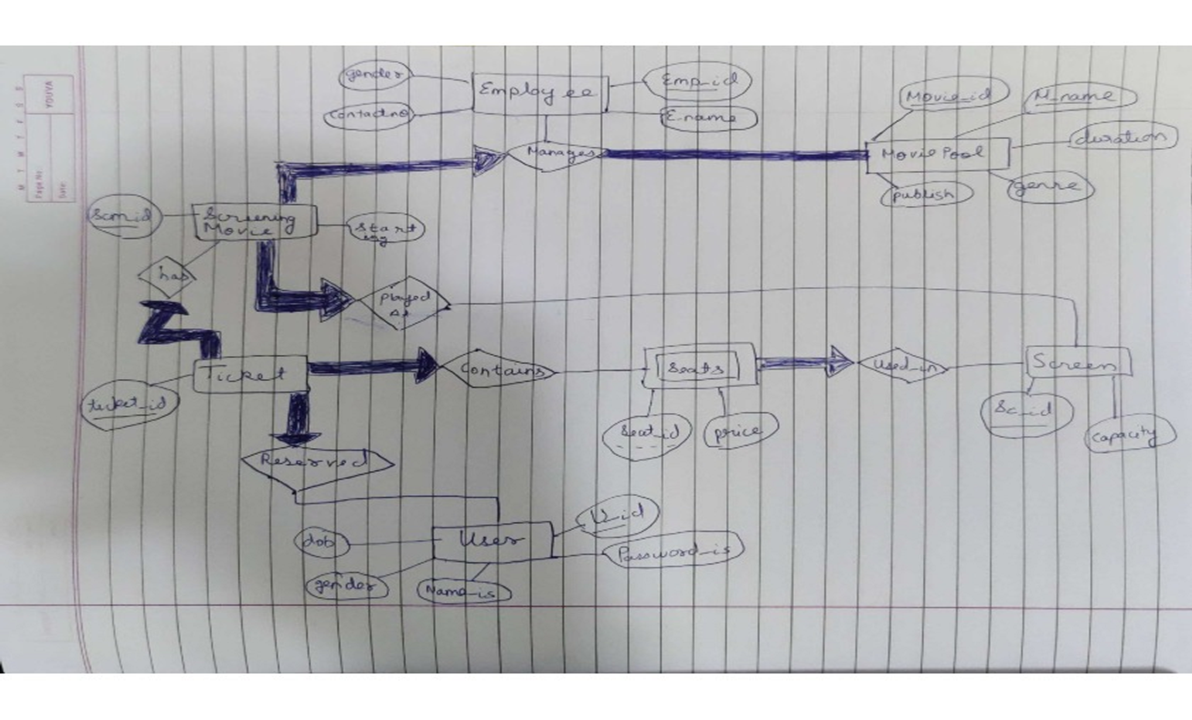 gender
Employee
Emp_id
Contactno
E-name
Movie_id
M_name
duration
Manages
Movie Pool
publish
genre
YOUVA
Page No.
Date:
Scrn_id
Screening
Movie
Start
has
Played
At
Ticket
Contains
Seats
used_in
Screen
ticket_id
Seat_id
price
Sc_id
capacity
Reserved
dob
User
U_id
Password_is
gender
Name_is